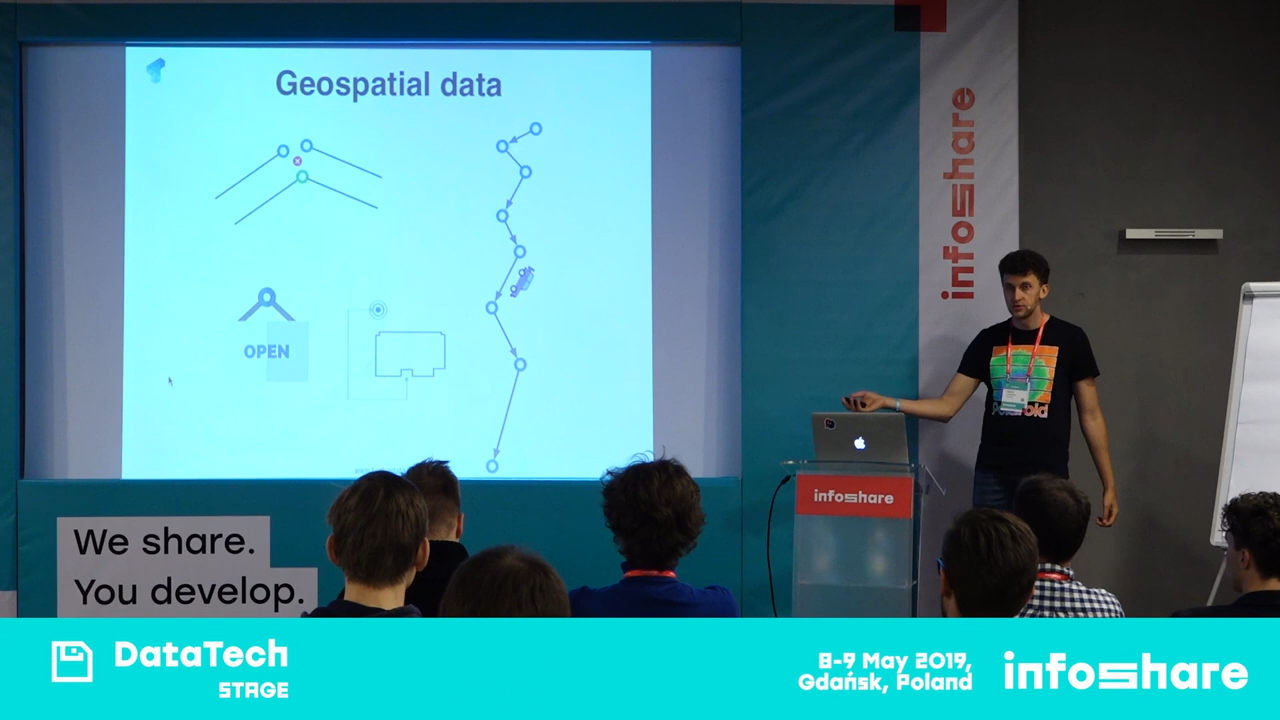 Geospatial data
OPEN
infoshare
infoshare
We share.
You develop.
DataTech
STAGE
8-9 May 2019,
Gdańsk, Poland
infoshare